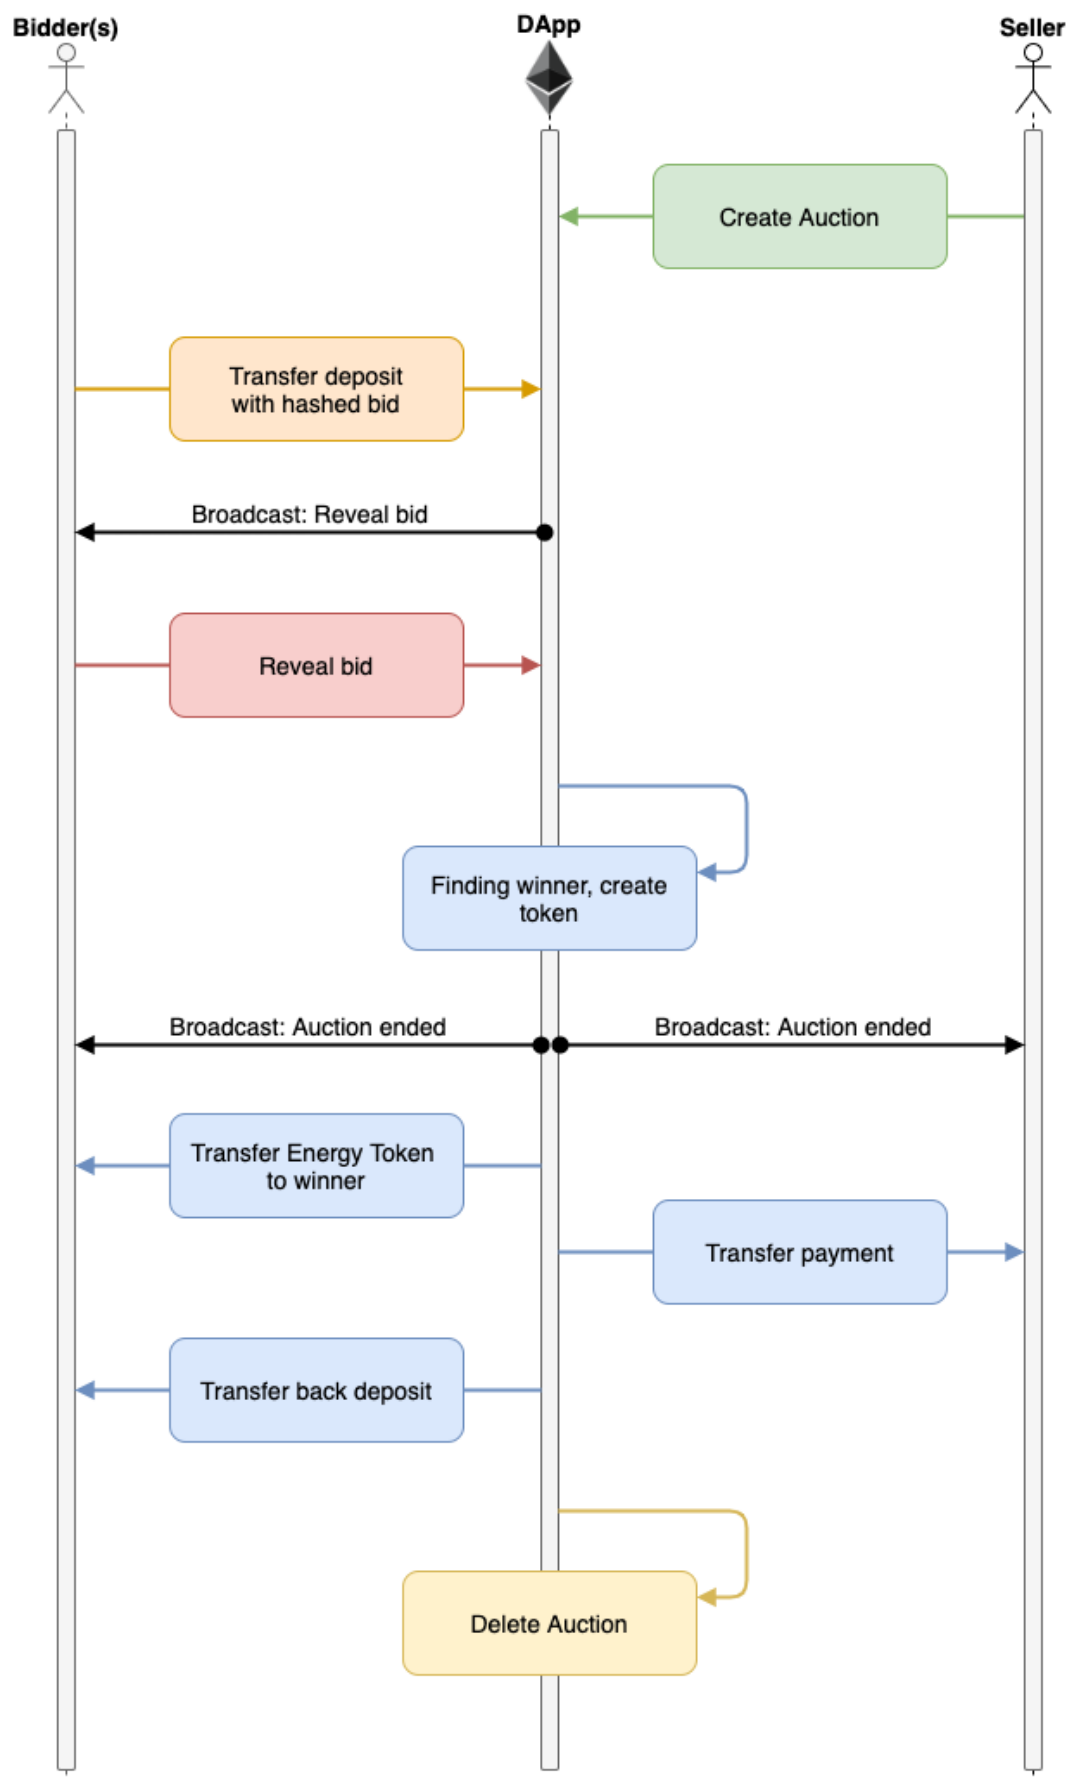 Bidder(s)
DApp
Seller
Create Auction
Transfer deposit
with hashed bid
Broadcast: Reveal bid
Reveal bid
Finding winner, create
token
Broadcast: Auction ended
Broadcast: Auction ended
Transfer Energy Token
to winner
Transfer payment
Transfer back deposit
Delete Auction